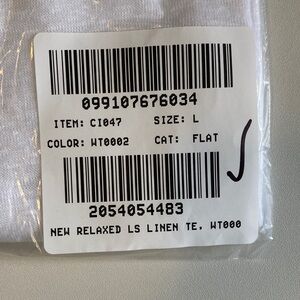 099107676034
ITEM: CI047 SIZE: L
COLOR: WT0002 CAT: FLAT
2054054483
NEW RELAXED LS LINEN TE, WT000